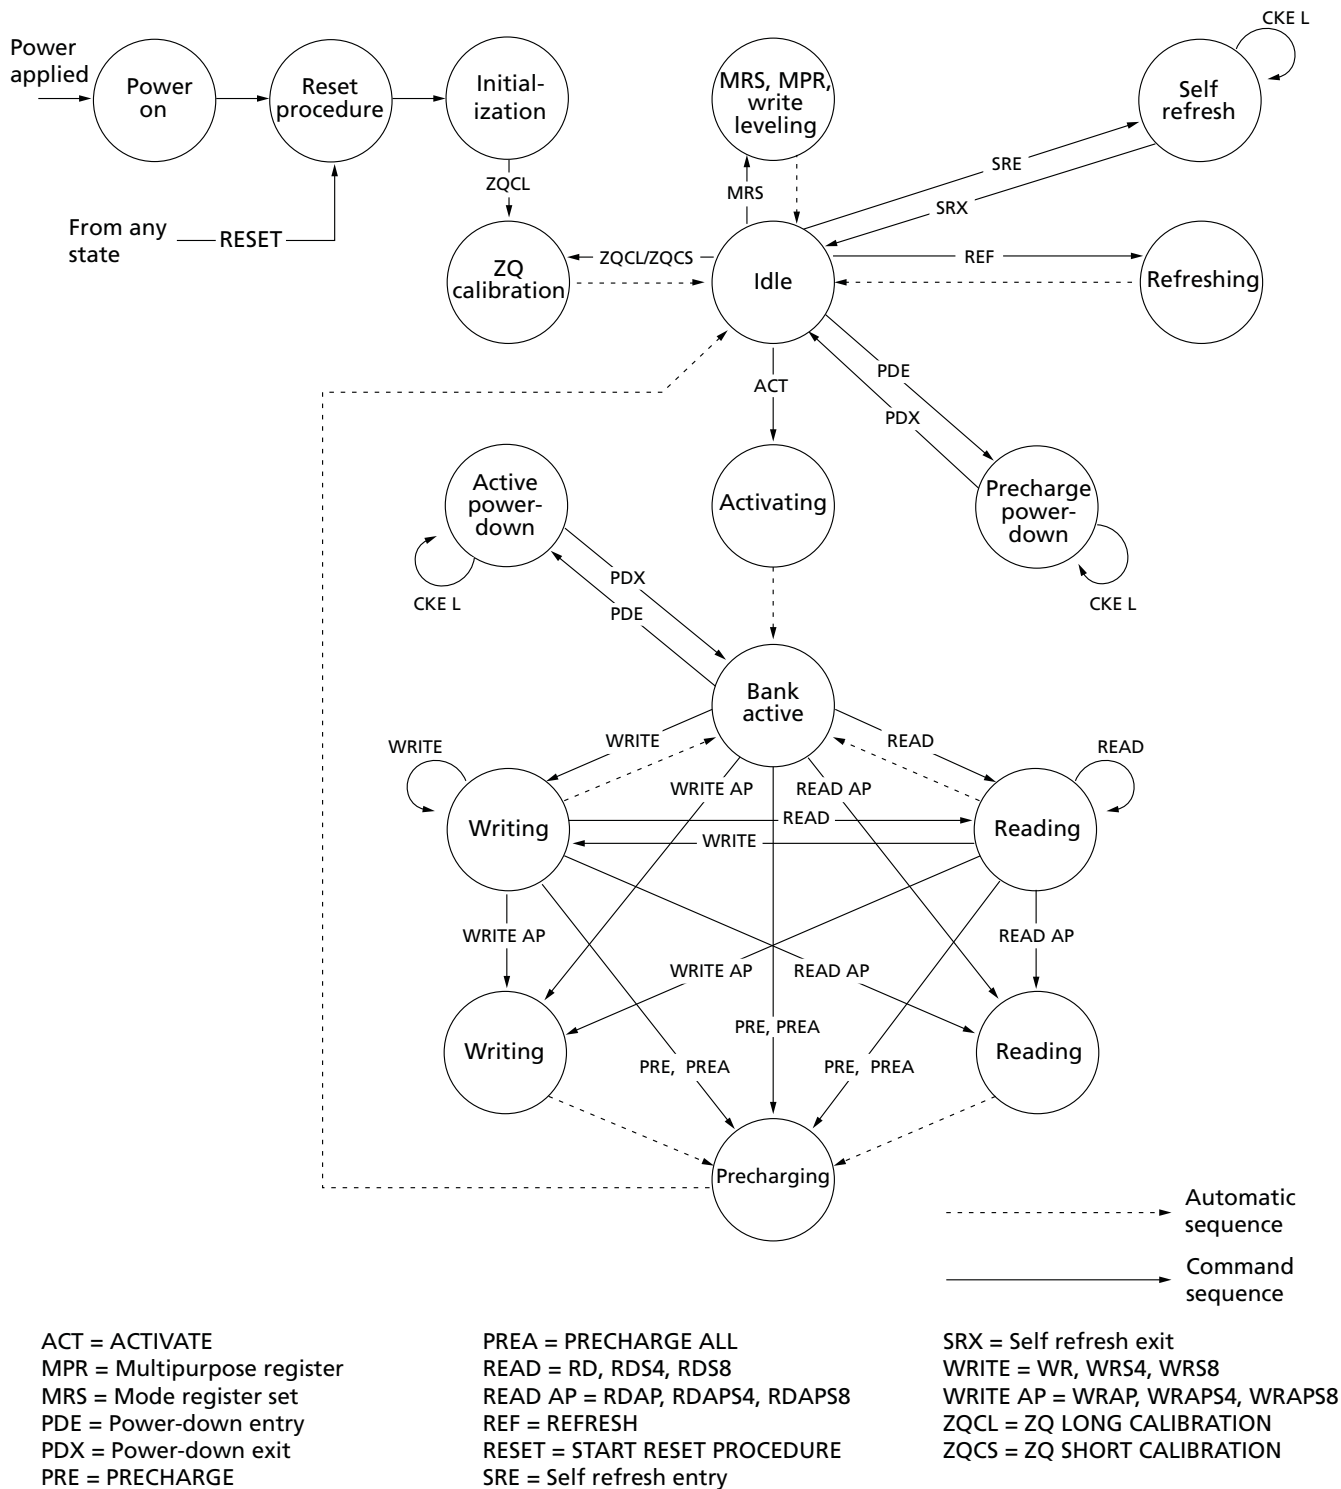 CKE L
Power
applied
Power
on
Reset
procedure
Initial-
ization
MRS, MPR,
write
leveling
Self
refresh
SRE
ZQCL
MRS
SRX
From any
state
RESET
ZQCL/ZQCS
REF
ZQ
calibration
Idle
Refreshing
PDE
ACT
PDX
Active
power-
down
Activating
Precharge
power-
down
PDX
CKE L
PDE
CKE L
Bank
active
WRITE
WRITE
READ
READ
WRITE AP
READ AP
Writing
READ
Reading
WRITE
WRITE AP
READ AP
WRITE AP
READ AP
PRE, PREA
Writing
Reading
PRE, PREA
PRE, PREA
Precharging
Automatic
sequence
Command
sequence
ACT = ACTIVATE
MPR = Multipurpose register
MRS = Mode register set
PDE = Power-down entry
PDX = Power-down exit
PRE = PRECHARGE
PREA = PRECHARGE ALL
READ = RD, RDS4, RDS8
READ AP = RDAP, RDAPS4, RDAPS8
REF = REFRESH
RESET = START RESET PROCEDURE
SRE = Self refresh entry
SRX = Self refresh exit
WRITE = WR, WRS4, WRS8
WRITE AP = WRAP, WRAPS4, WRAPS8
ZQCL = ZQ LONG CALIBRATION
ZQCS = ZQ SHORT CALIBRATION